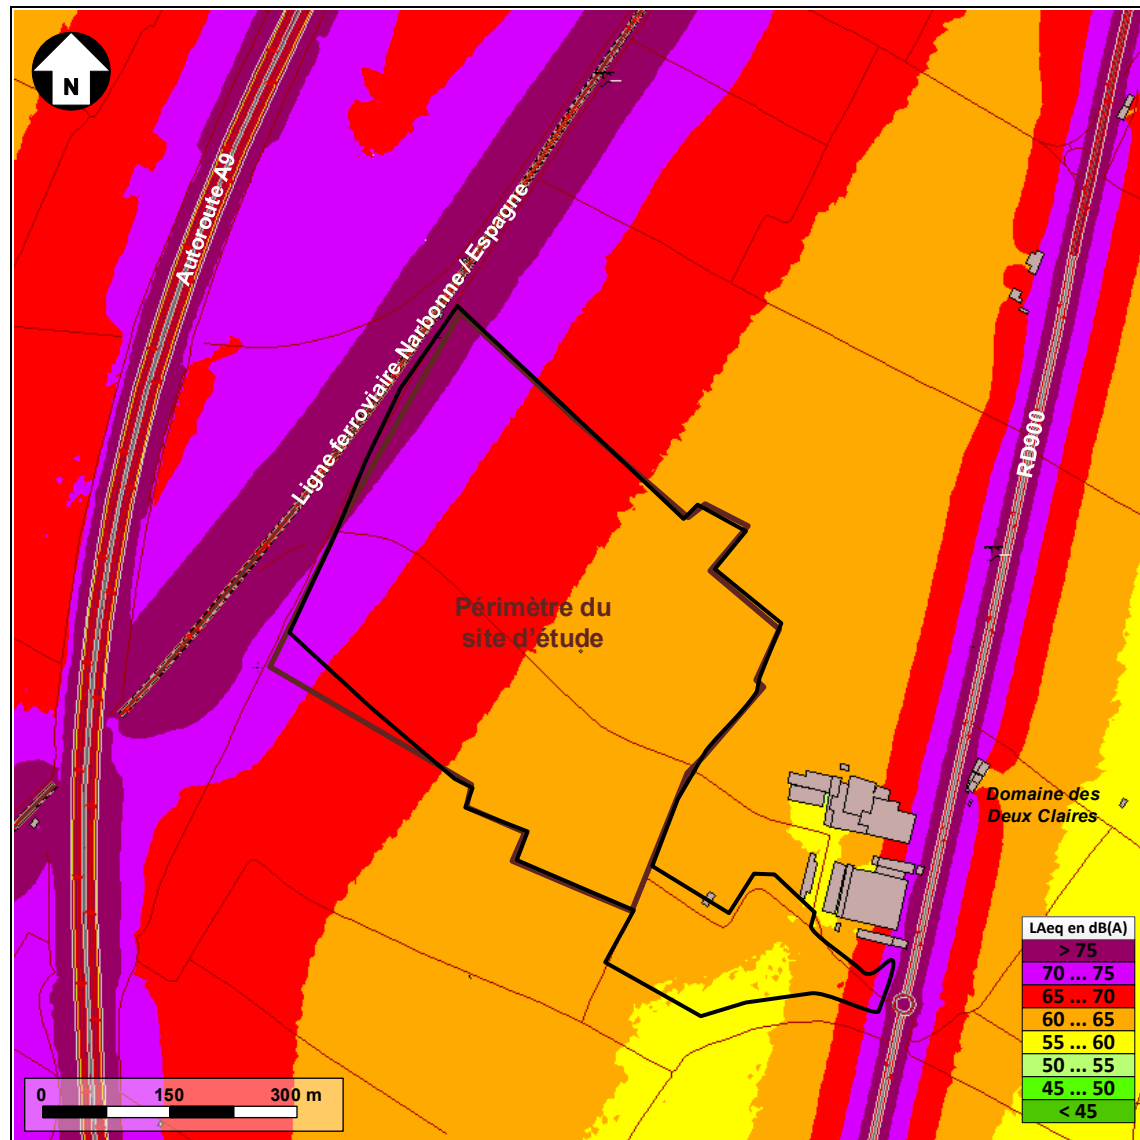 N
Autoroute A9
Ligne ferroviaire Narbonne / Espagne
RD900
Périmètre du
site d'étude
Domaine des
Deux Claires
LAeq en dB(A)
> 75
70 ... 75
65 ... 70
60 ... 65
55 ... 60
50 ... 55
45 ... 50
< 45
0 150 300 m